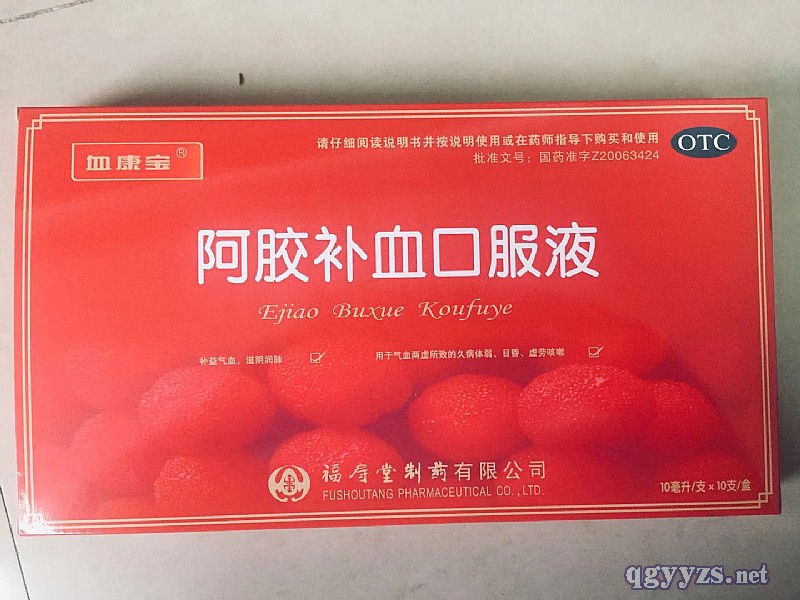 请仔细阅读说明书并按说明使用或在药师指导下购买和使用
批准文号：国药准字Z20063424
OTC
血康宝®
阿胶补血口服液
Ejiao Buxue Koufuye
补益气血，滋阴润肺
用于气血两虚所致的久病体弱、目昏、虚劳咳嗽
福寿堂制药有限公司
FUSHOUTANG PHARMACEUTICAL CO.,LTD.
10毫升/支×10支/盒
qgyyzs.net